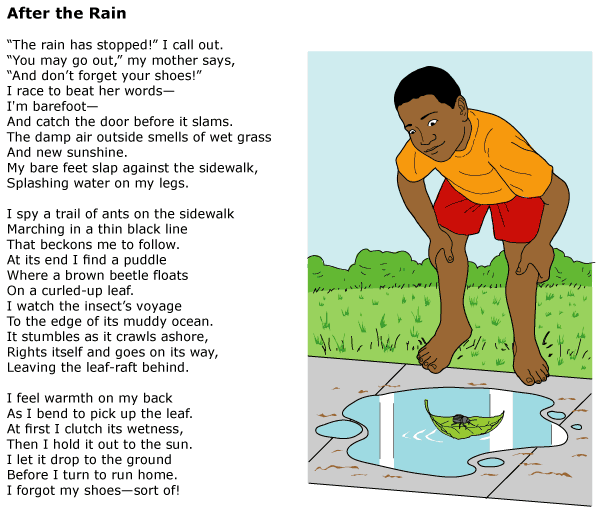 After the Rain
“The rain has stopped!” I call out.
“You may go out,” my mother says,
“And don’t forget your shoes!”
I race to beat her words—
I'm barefoot—
And catch the door before it slams.
The damp air outside smells of wet grass
And new sunshine.
My bare feet slap against the sidewalk,
Splashing water on my legs.
I spy a trail of ants on the sidewalk
Marching in a thin black line
That beckons me to follow.
At its end I find a puddle
Where a brown beetle floats
On a curled-up leaf.
I watch the insect’s voyage
To the edge of its muddy ocean.
It stumbles as it crawls ashore,
Rights itself and goes on its way,
Leaving the leaf-raft behind.
I feel warmth on my back
As I bend to pick up the leaf.
At first I clutch its wetness,
Then I hold it out to the sun.
I let it drop to the ground
Before I turn to run home.
I forgot my shoes—sort of!